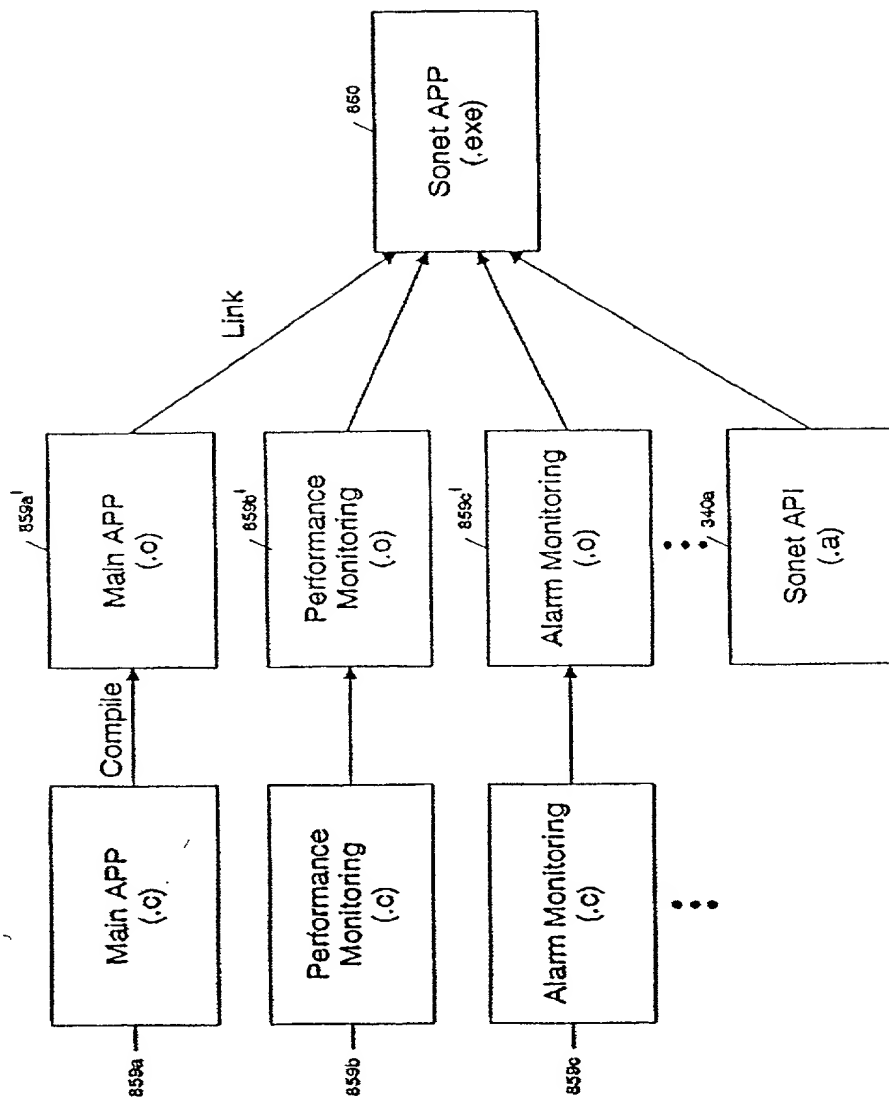 859a
Main APP
(.c)
Compile
859a'
Main APP
(.o)
Link
859b
Performance
Monitoring
(.c)
859b'
Performance
Monitoring
(.o)
860
Sonet APP
(.exe)
859c
Alarm Monitoring
(.c)
859c'
Alarm Monitoring
(.o)
340a
Sonet API
(.a)